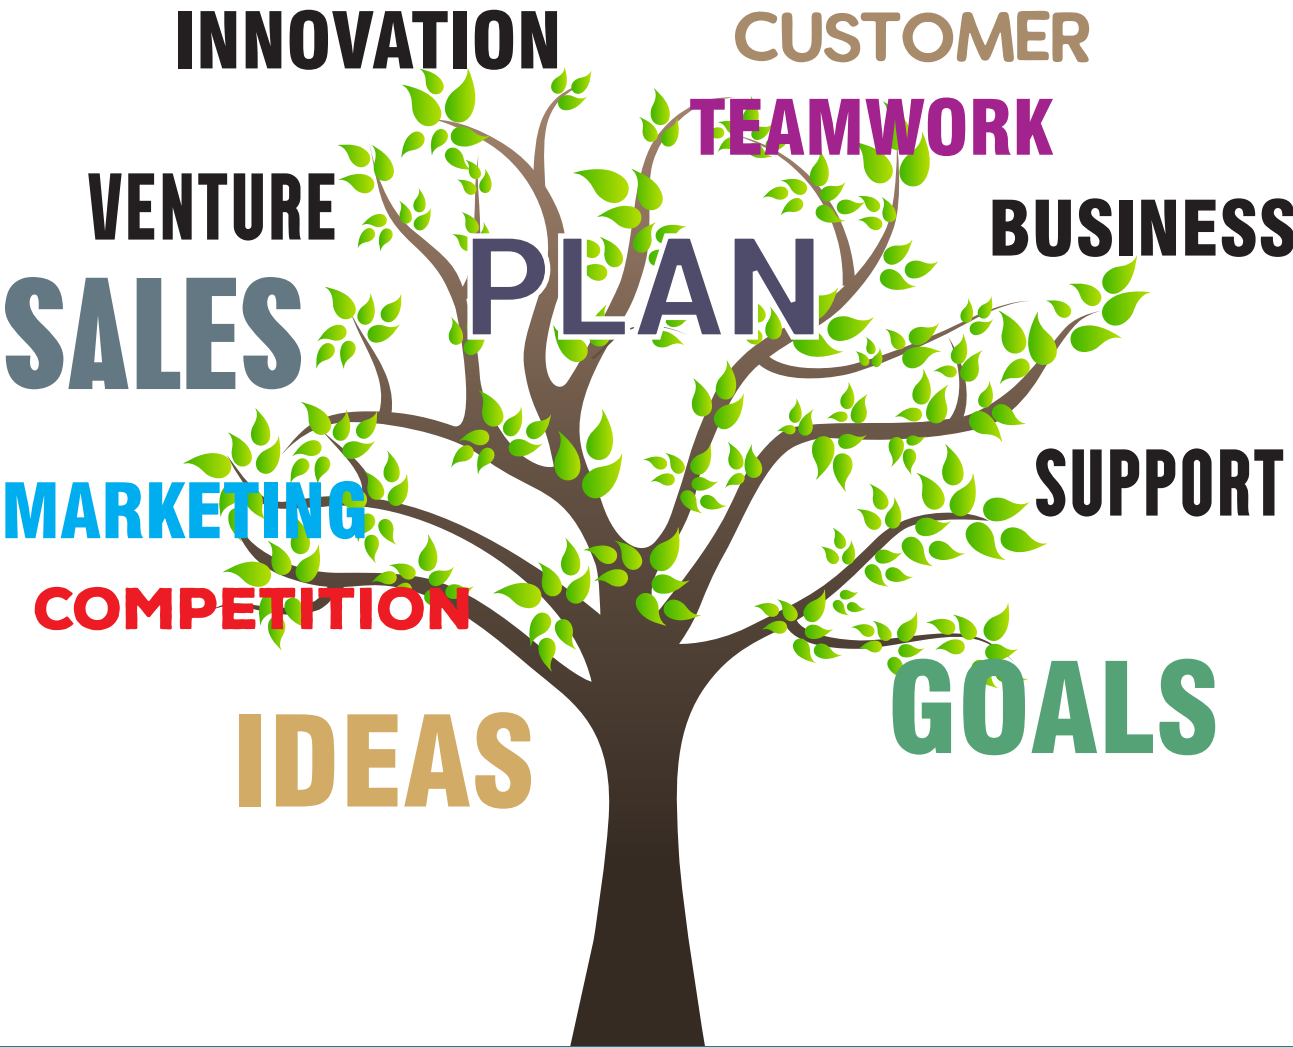 INNOVATION
CUSTOMER
TEAMWORK
VENTURE
BUSINESS
PLAN
SALES
SUPPORT
MARKETING
COMPETITION
GOALS
IDEAS